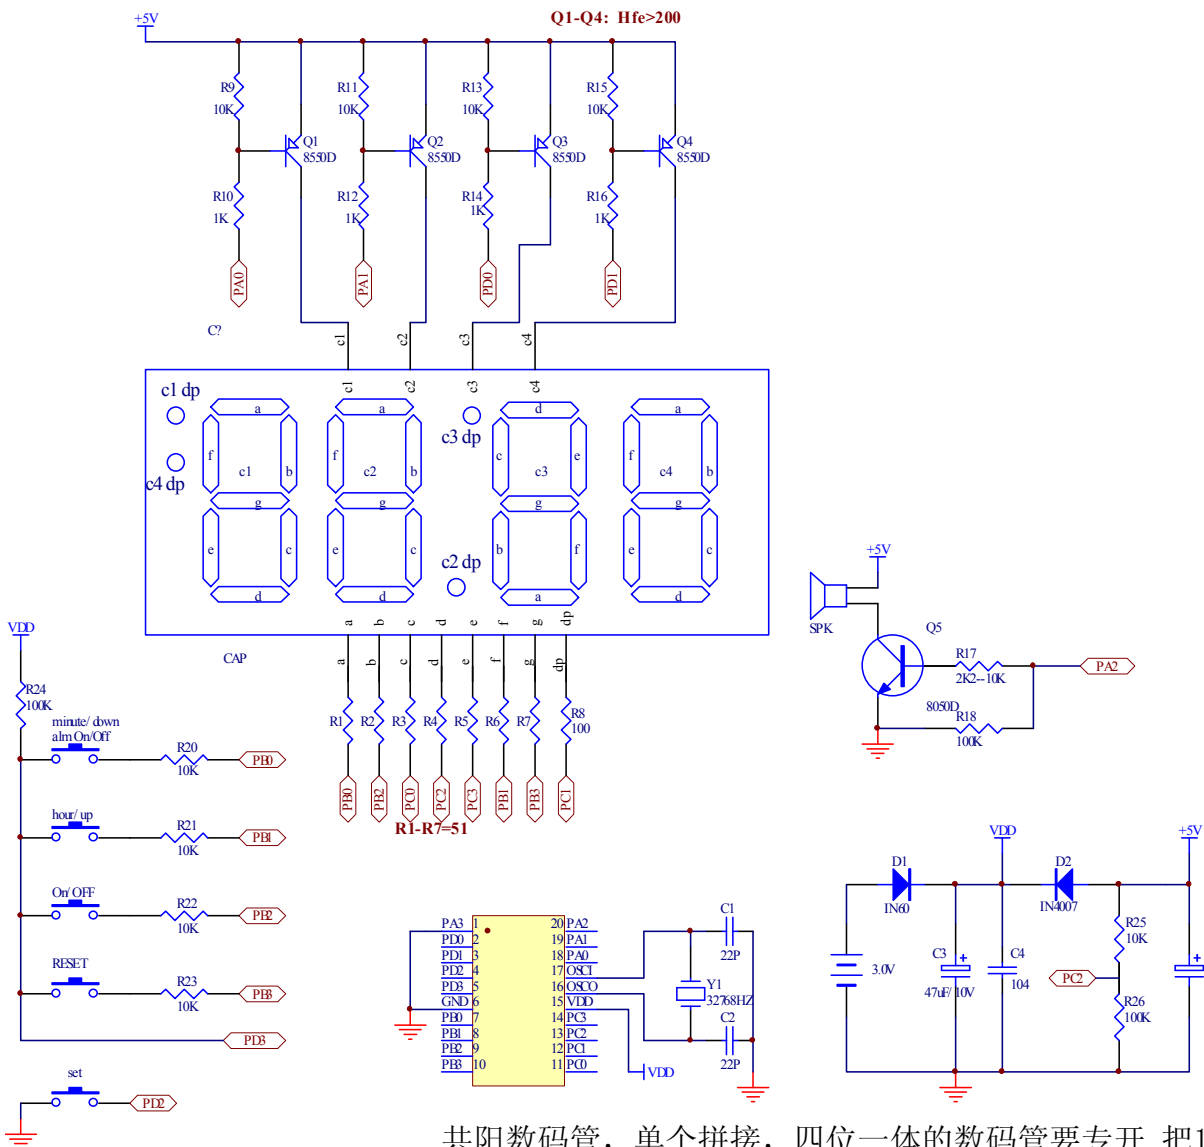 +5V
Q1-Q4: Hfe>200
R9
10K
R11
10K
R13
10K
R15
10K
Q1
8550D
Q2
8550D
Q3
8550D
Q4
8550D
R10
1K
R12
1K
R14
1K
R16
1K
PA0
PA1
PD0
PD1
C?
c1
c2
c3
c4
c1
c2
c3
c4
c1 dp
c4 dp
c3 dp
c2 dp
a
f
c1
b
g
e
c
d
a
f
c2
b
g
e
c
d
d
c
c3
e
g
b
f
a
a
f
c4
b
g
e
c
d
a b c d e f g dp
CAP
a b c d e f g dp
R1 R2 R3 R4 R5 R6 R7 R8
100
PB0 PB2 PC0 PC2 PC3 PB1 PB3 PC1
R1-R7=51
+5V
SPK
Q5
8050D
R17
2K2--10K
PA2
R18
100K
VDD
R24
100K
minute/down
alm On/Off
R20
10K
PB0
hour/up
R21
10K
PB1
On/OFF
R22
10K
PB2
RESET
R23
10K
PB3
PD3
set
PD2
PA3 1 20 PA2
PD0 2 19 PA1
PD1 3 18 PA0
PD2 4 17 OSCI
PD3 5 16 OSCO
GND 6 15 VDD
PB0 7 14 PC3
PB1 8 13 PC2
PB2 9 12 PC1
PB3 10 11 PC0
C1
22P
Y1
32768HZ
C2
22P
VDD
VDD
+5V
D1
IN60
D2
IN4007
3.0V
C3
47uF/10V
C4
104
R25
10K
PC2
R26
100K
共阳数码管，单个拼接，四位一体的数码管要专开 把